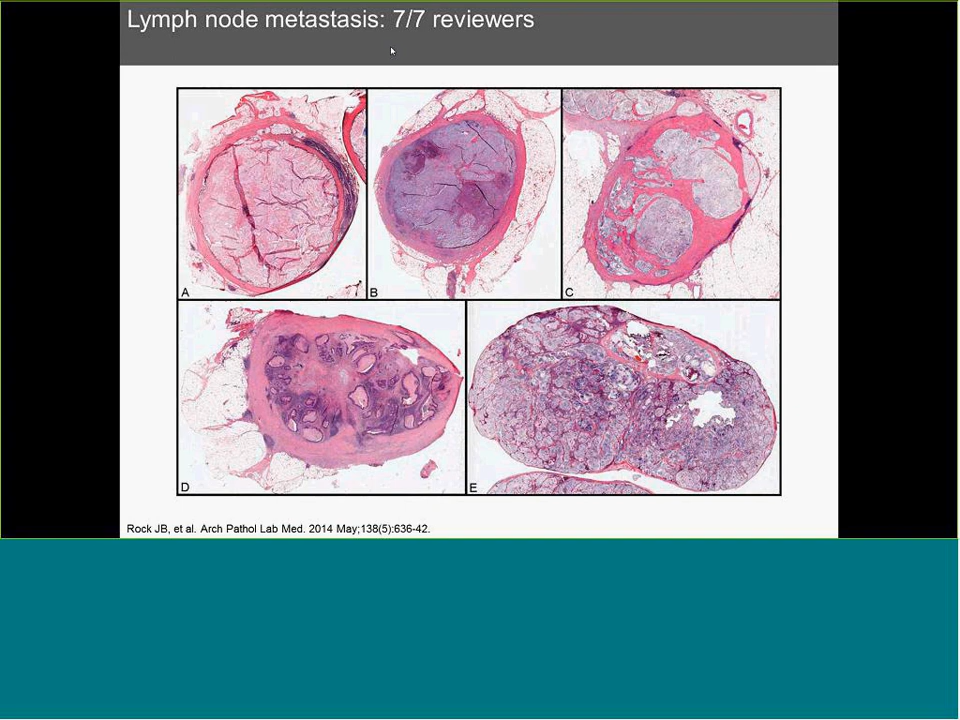 Lymph node metastasis: 7/7 reviewers
A
B
C
D
E
Rock JB, et al. Arch Pathol Lab Med. 2014 May;138(5):636-42.